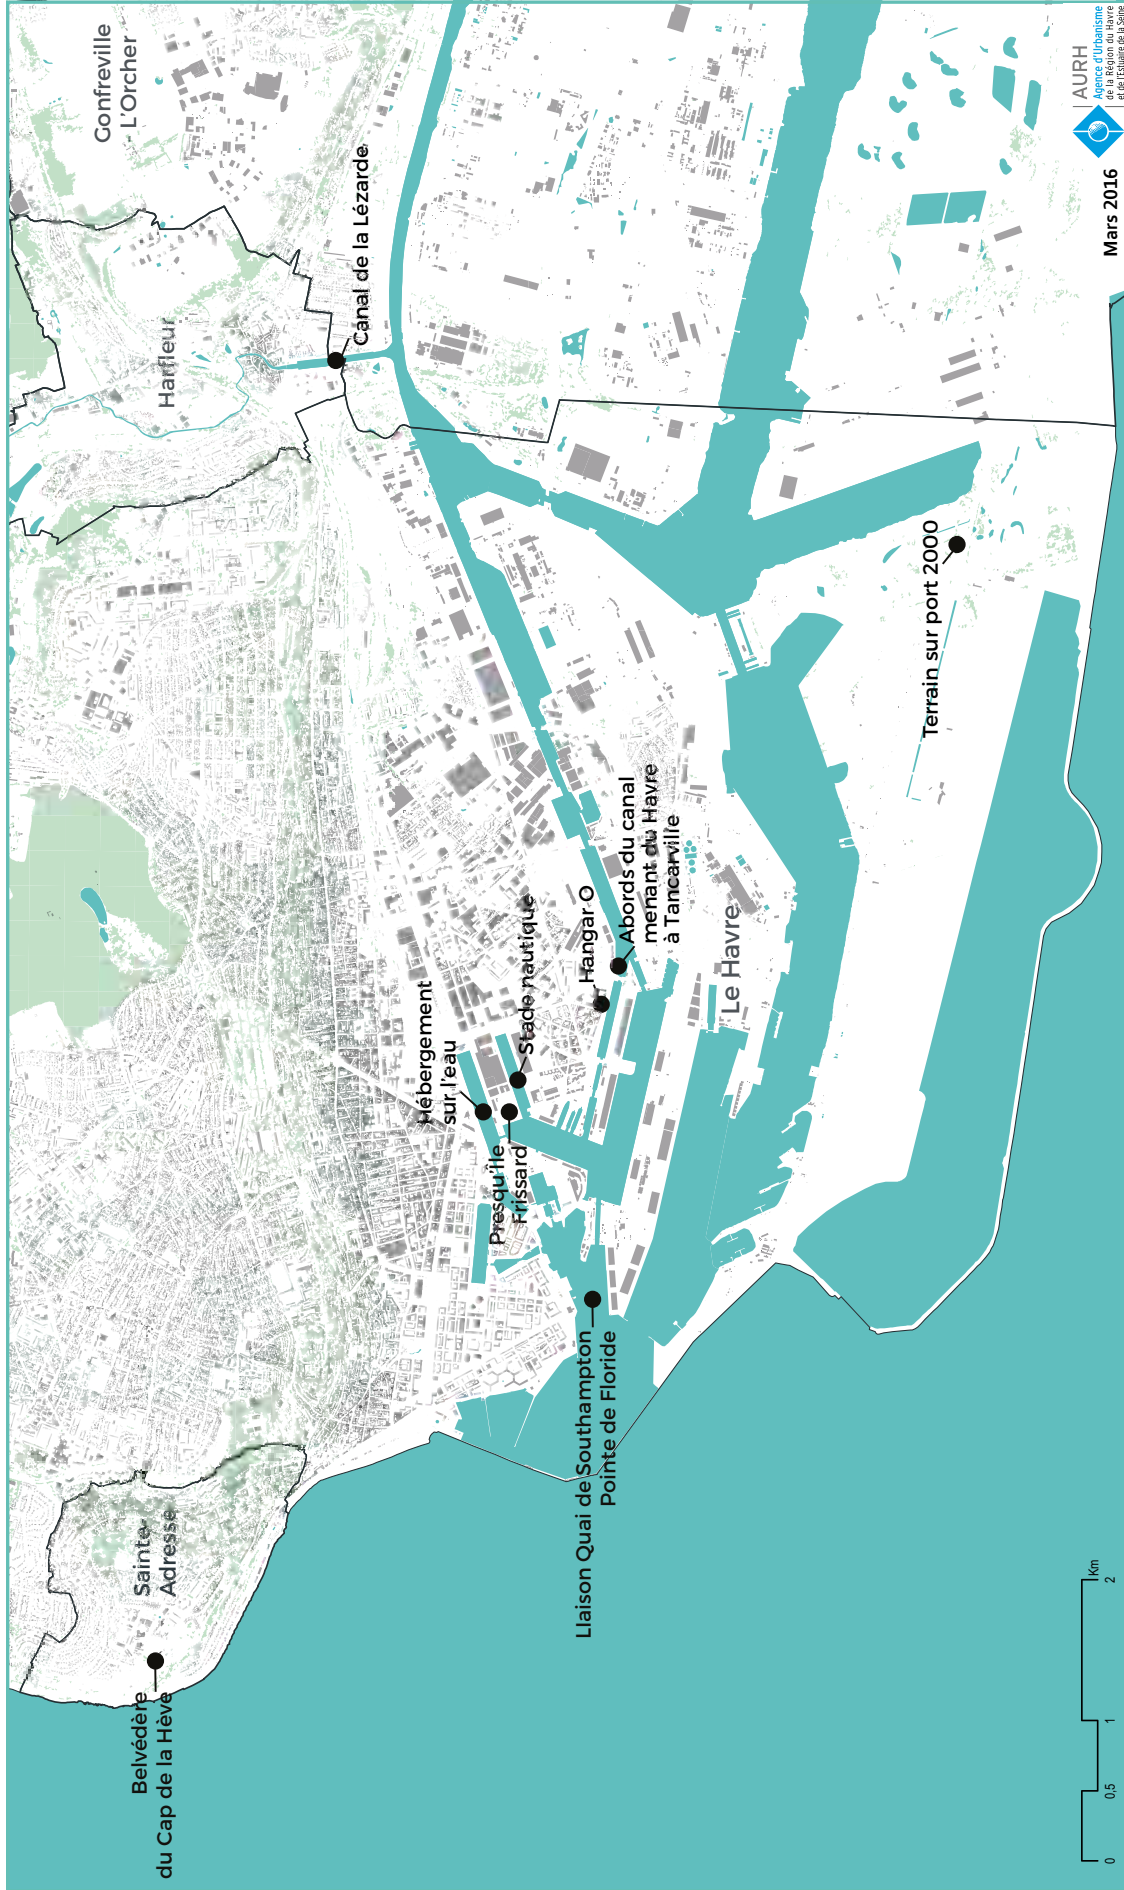 Belvédère
du Cap de la Hève
Sainte-
Adresse
Harfleur
Gonfreville
L'Orcher
Canal de la Lézarde
Hébergement
sur l'eau
Presqu'île
Frissard
Stade nautique
Hangar O
Abords du canal
menant du Havre
à Tancarville
LIaison Quai de Southampton
Pointe de Floride
Le Havre
Terrain sur port 2000
0
0,5
1
2
Km
Mars 2016
AURH
Agence d'Urbanisme
de la Région du Havre
et de l'Estuaire de la Seine